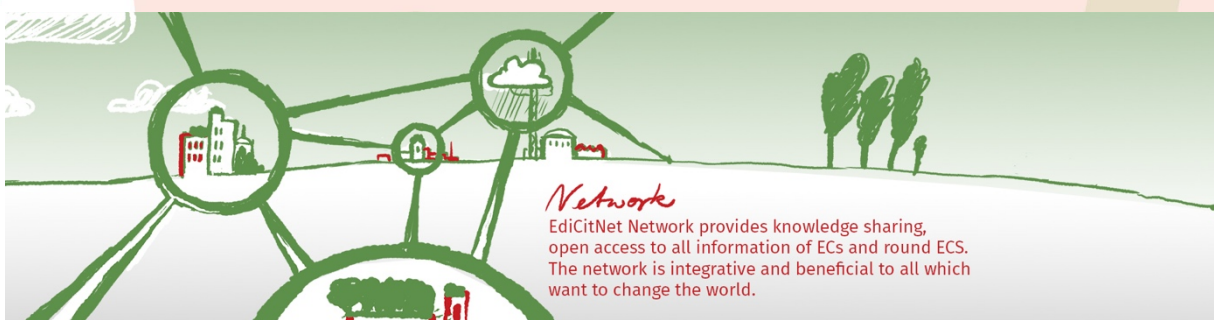 Network
EdiCitNet Network provides knowledge sharing,
open access to all information of ECs and round ECS.
The network is integrative and beneficial to all which
want to change the world.